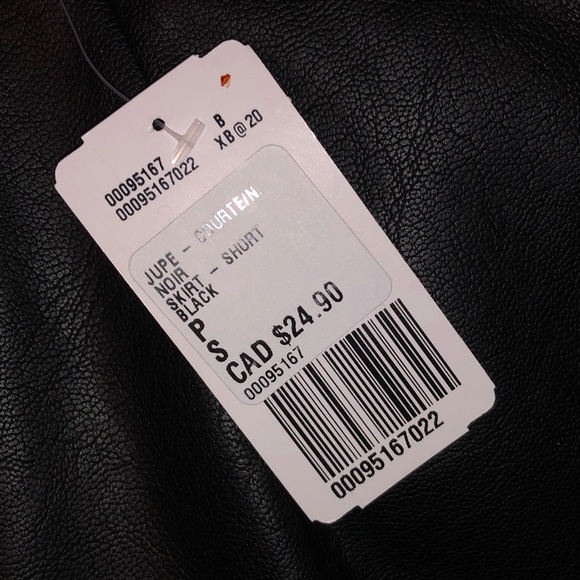 00095167 B
00095167022 XB@20
JUPE - COURTE/N.
NOIR
SKIRT - SHORT
BLACK
P
S
CAD $24.90
00095167
00095167022